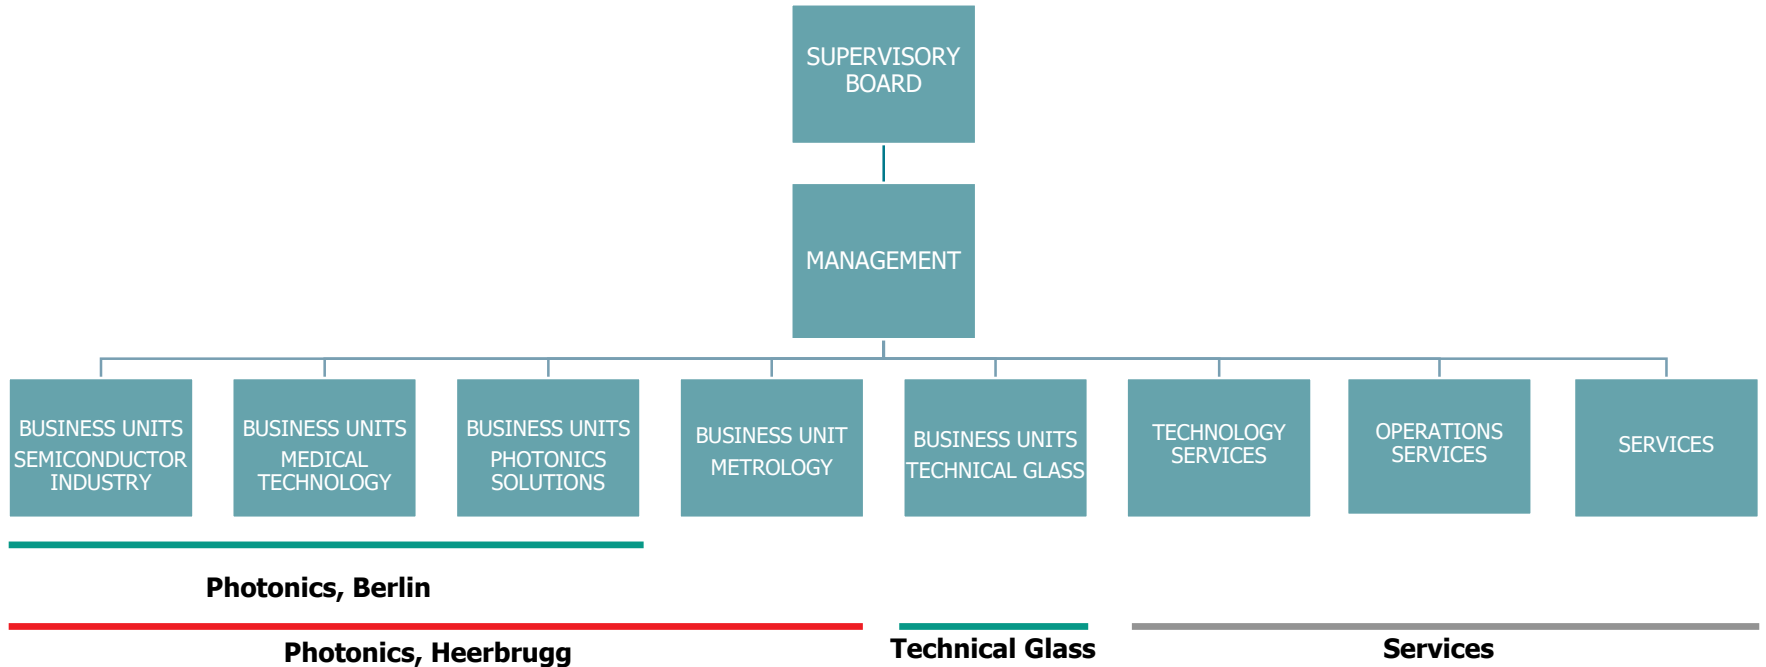 SUPERVISORY
BOARD
MANAGEMENT
BUSINESS UNITS
SEMICONDUCTOR
INDUSTRY
BUSINESS UNITS
MEDICAL
TECHNOLOGY
BUSINESS UNITS
PHOTONICS
SOLUTIONS
BUSINESS UNIT
METROLOGY
BUSINESS UNITS
TECHNICAL GLASS
TECHNOLOGY
SERVICES
OPERATIONS
SERVICES
SERVICES
Photonics, Berlin
Photonics, Heerbrugg
Technical Glass
Services